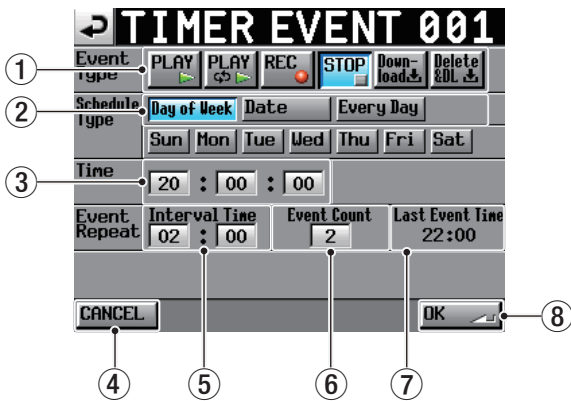 TIMER EVENT 001
Event Type
PLAY PLAY REC STOP Down-load Delete &DL
1
Schedule Type
Day of Week Date Every Day
2
Sun Mon Tue Wed Thu Fri Sat
Time
20 : 00 : 00
3
Event Repeat
Interval Time Event Count Last Event Time
02 : 00 2 22:00
CANCEL OK
8
4 5 6 7